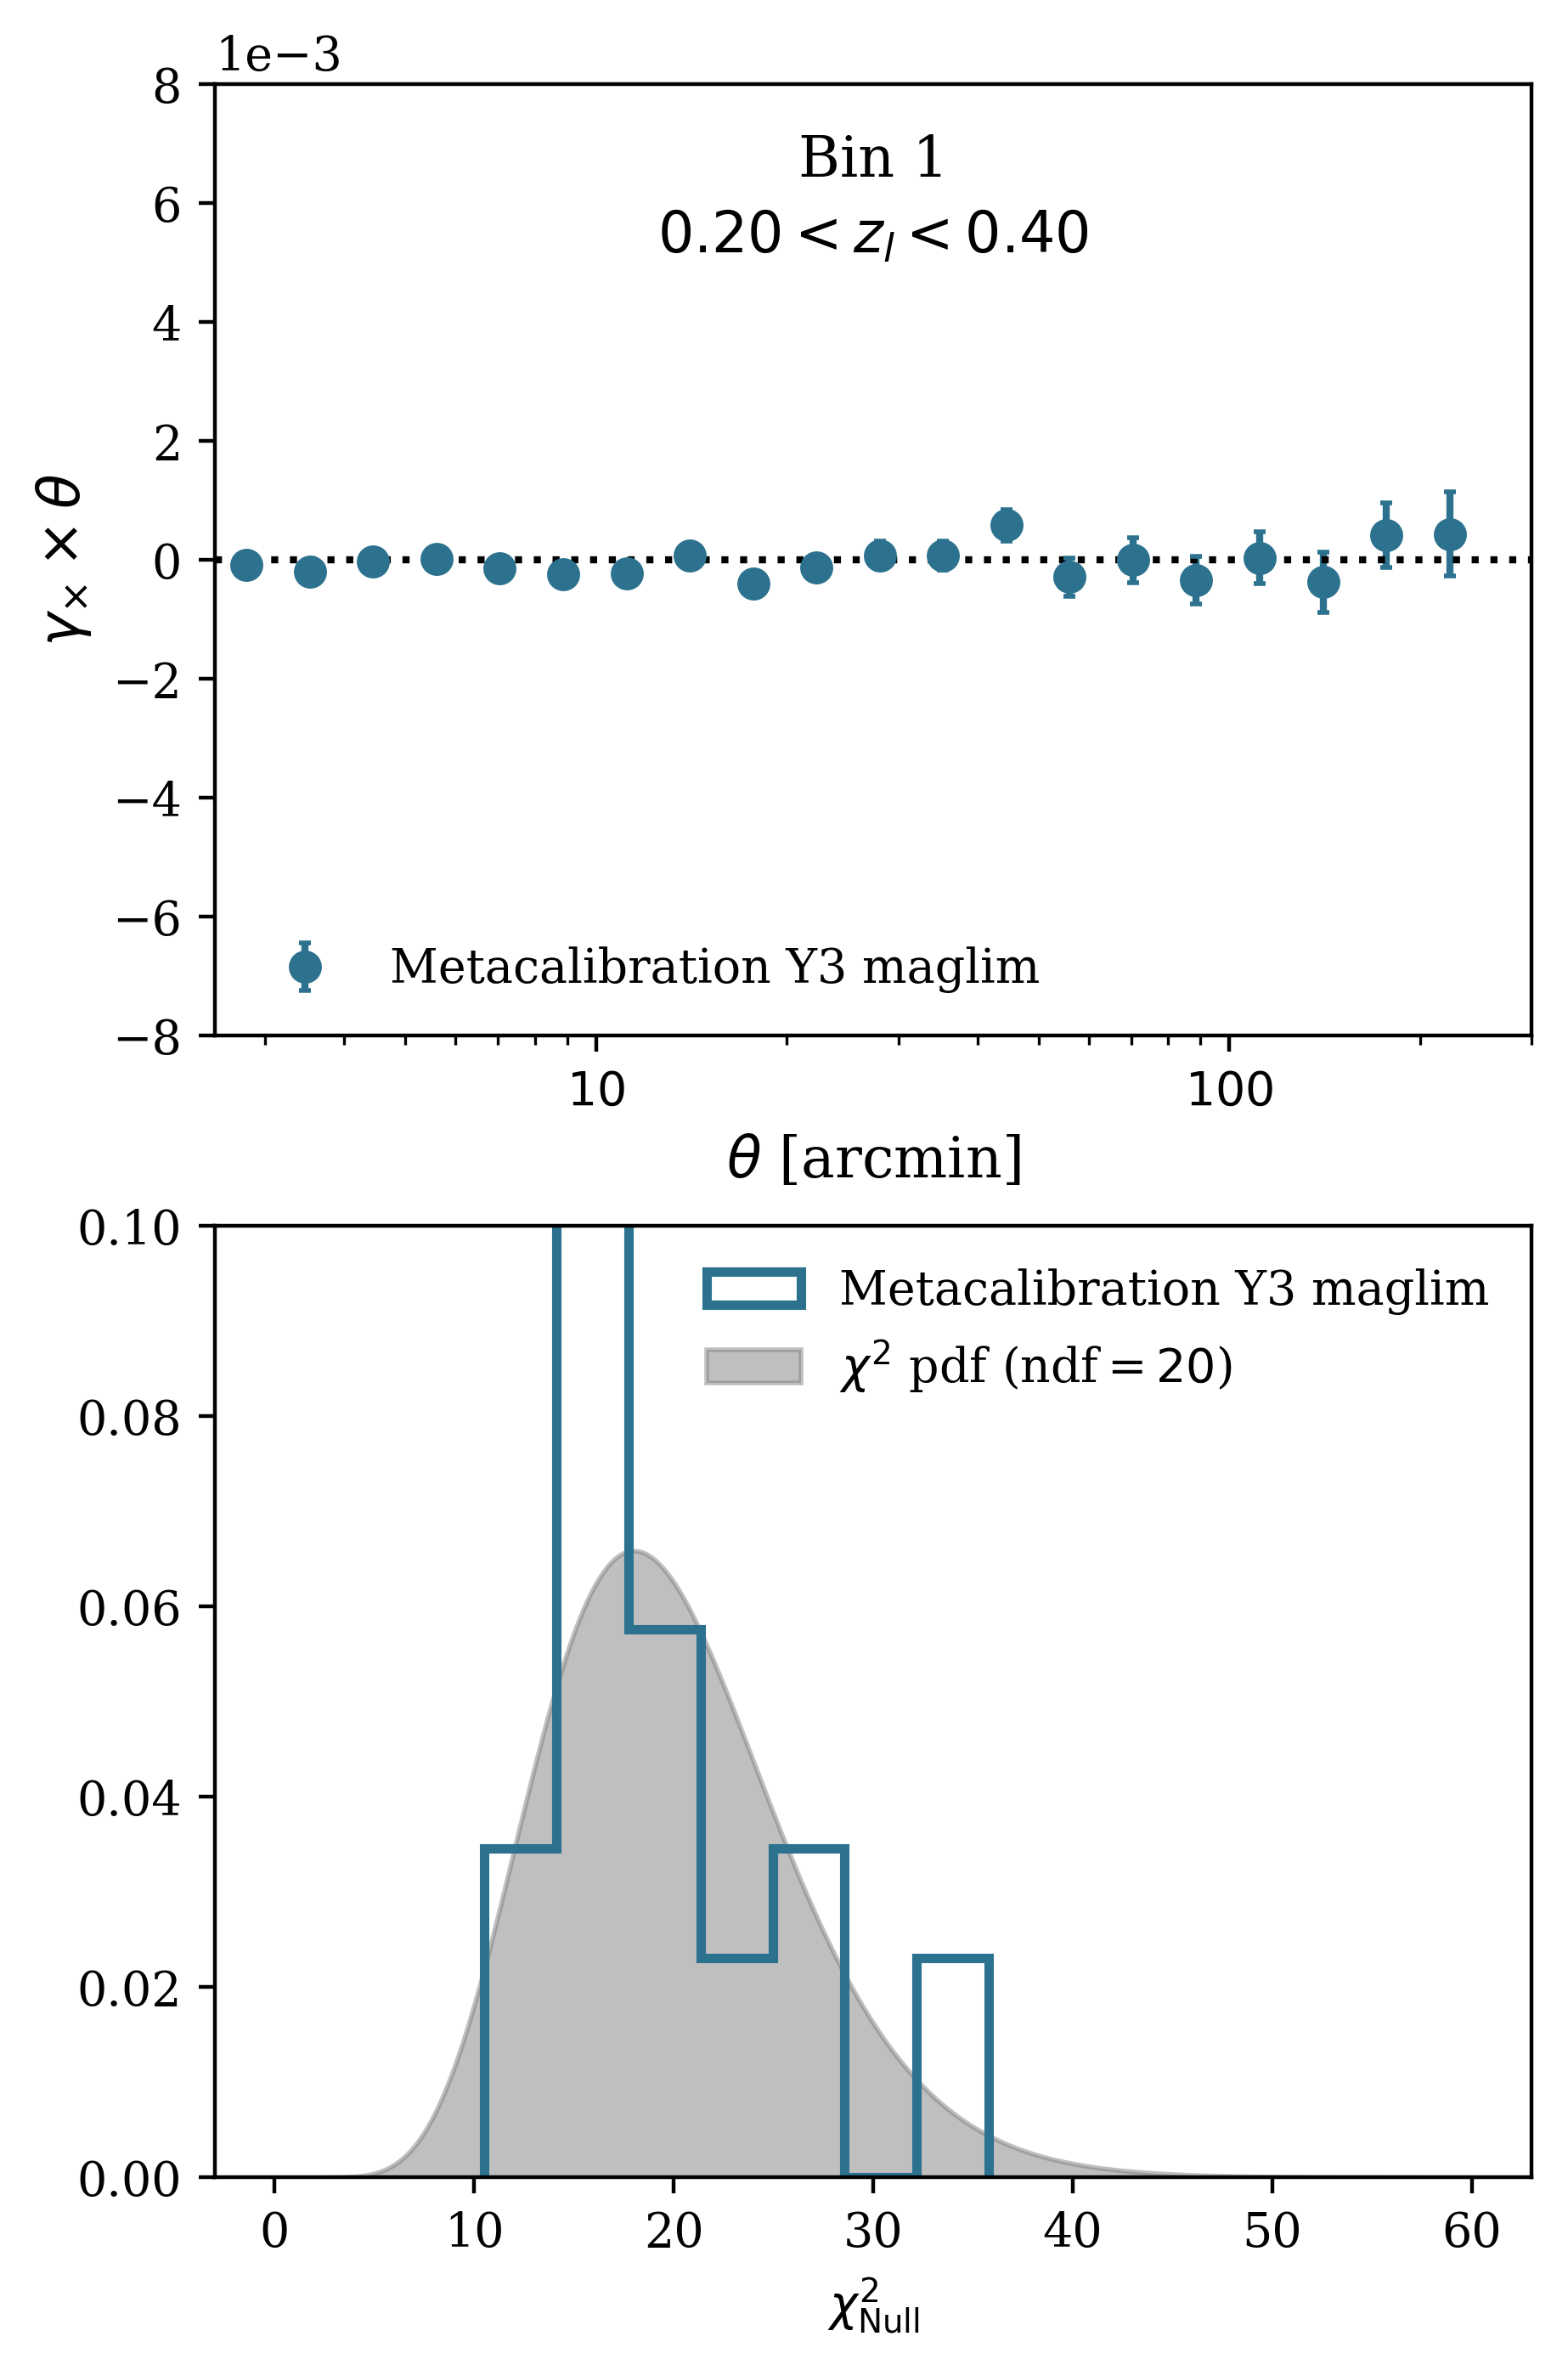 1e−3
8
6
4
2
0
−2
−4
−6
−8
γ× × θ
Bin 1
0.20 < z_l < 0.40
Metacalibration Y3 maglim
10 100
θ [arcmin]
0.10
0.08
0.06
0.04
0.02
0.00
Metacalibration Y3 maglim
χ² pdf (ndf = 20)
0 10 20 30 40 50 60
χ²_Null